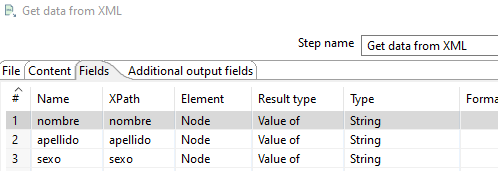 Get data from XML
Step name Get data from XML
File Content Fields Additional output fields
# Name XPath Element Result type Type Forma
1 nombre nombre Node Value of String
2 apellido apellido Node Value of String
3 sexo sexo Node Value of String